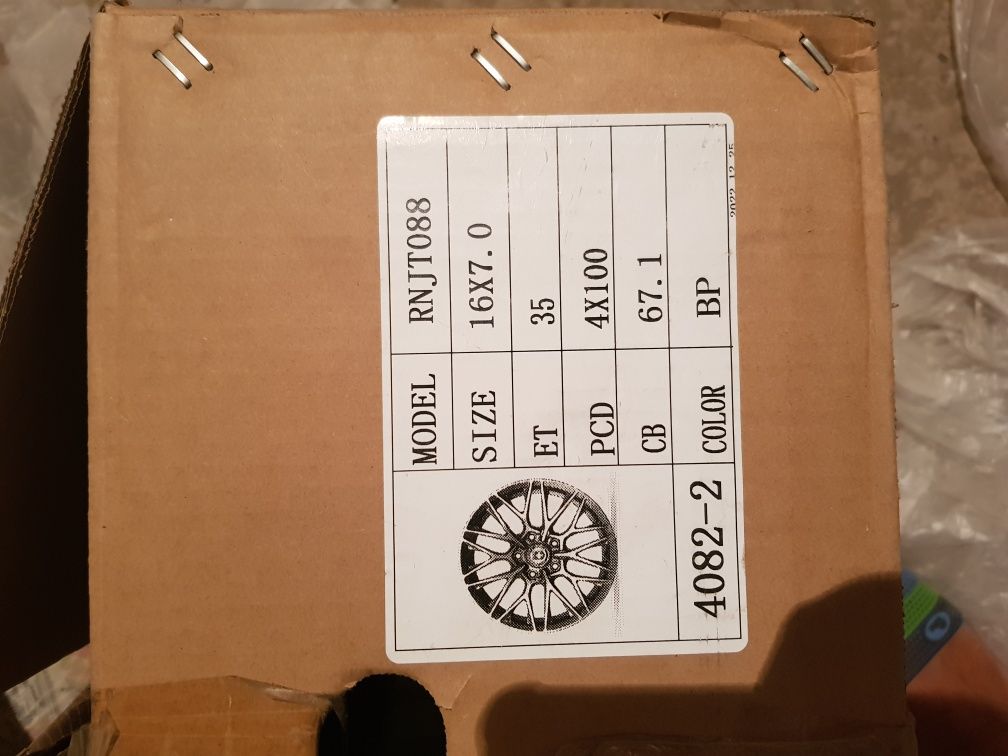 MODEL RNJT088
SIZE 16X7.0
ET 35
PCD 4X100
CB 67.1
COLOR BP
4082-2